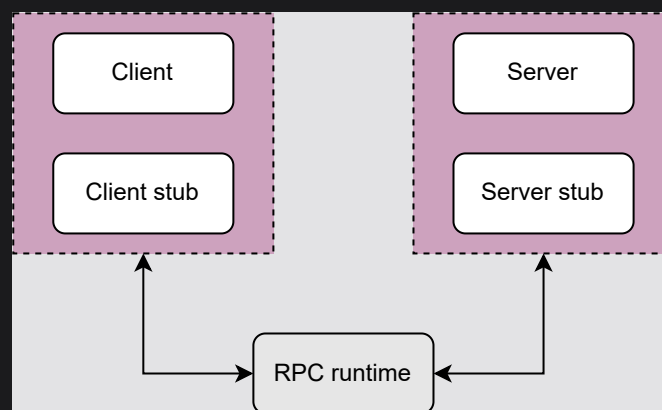 Client
Server
Client stub
Server stub
RPC runtime